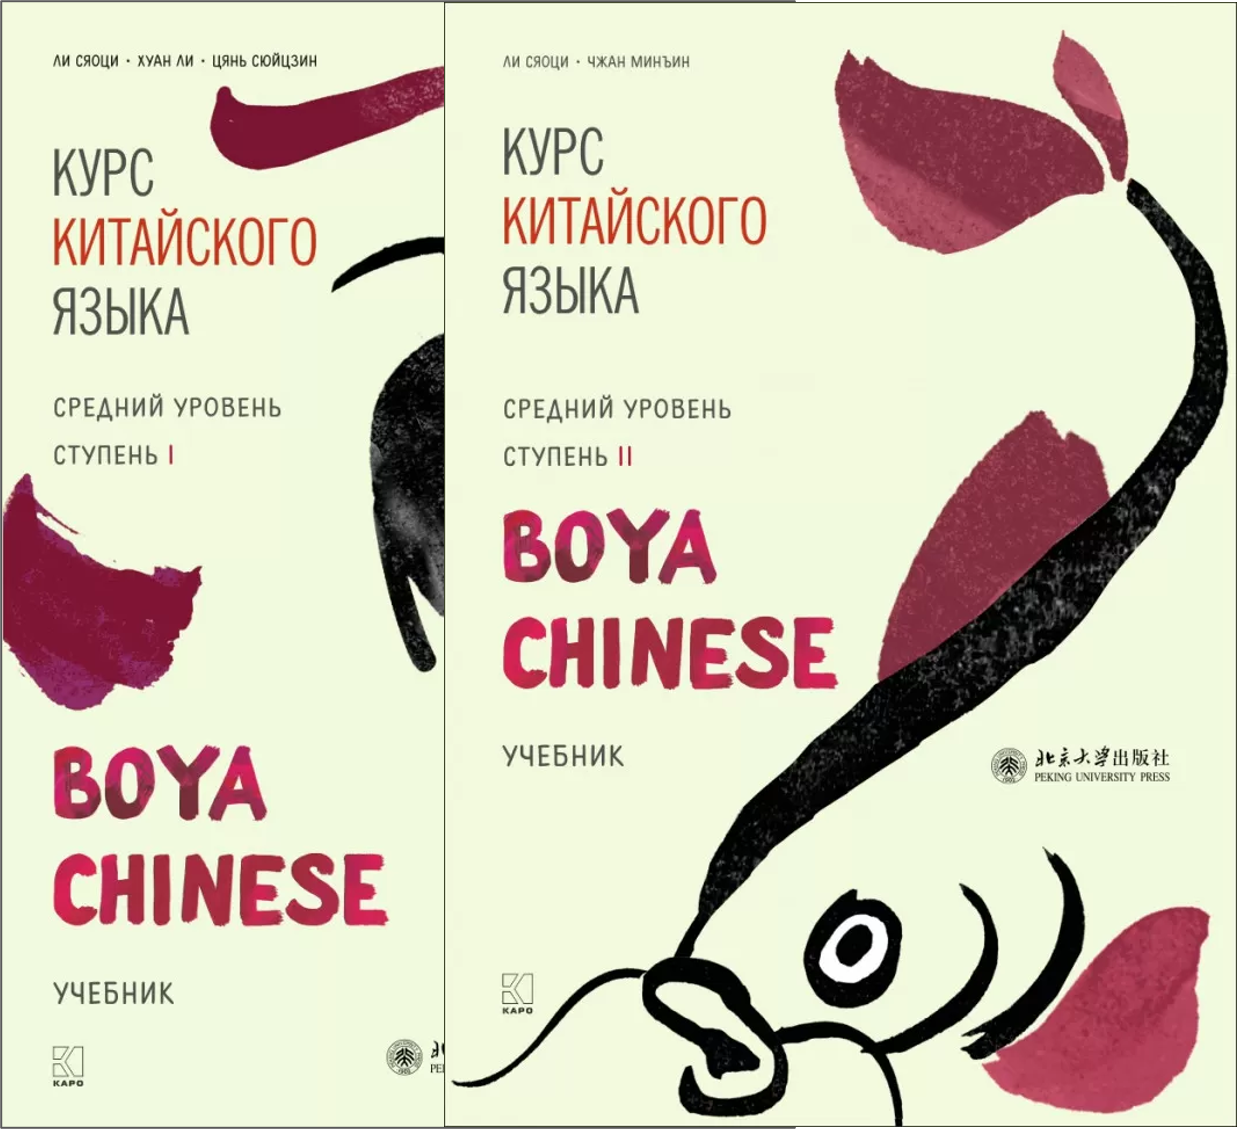 ЛИ СЯОЦИ · ХУАН ЛИ · ЦЯНЬ СЮЙЦЗИН
КУРС
КИТАЙСКОГО
ЯЗЫКА
СРЕДНИЙ УРОВЕНЬ
СТУПЕНЬ I
BOYA
CHINESE
УЧЕБНИК
КАРО
ЛИ СЯОЦИ · ЧЖАН МИНЪИН
КУРС
КИТАЙСКОГО
ЯЗЫКА
СРЕДНИЙ УРОВЕНЬ
СТУПЕНЬ II
BOYA
CHINESE
УЧЕБНИК
北京大学出版社
PEKING UNIVERSITY PRESS
КАРО